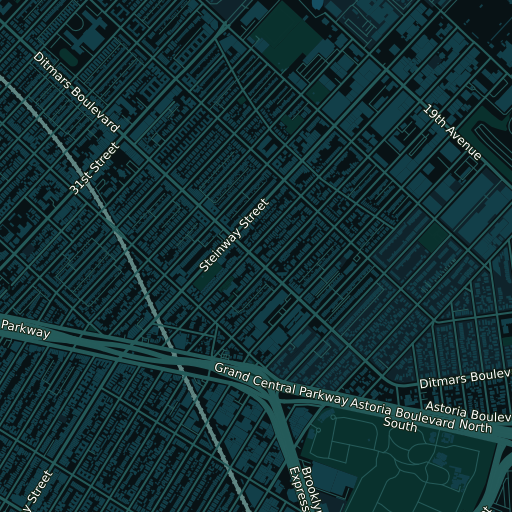 Ditmars Boulevard
19th Avenue
31st Street
Steinway Street
Parkway
Grand Central Parkway
Ditmars Boulev
Astoria Boulevard North
Astoria Boulev
South
Brooklyn
Express
y Street